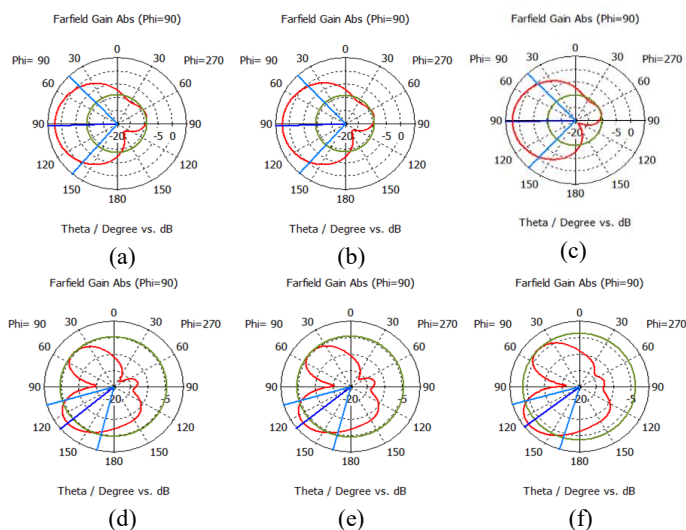 Farfield Gain Abs (Phi=90)
0
30 30
Phi= 90 Phi=270
60 60
90 -20 -5 0 90
120 120
150 150
180
Theta / Degree vs. dB
(a)
Farfield Gain Abs (Phi=90)
0
30 30
Phi= 90 Phi=270
60 60
90 -20 -5 0 90
120 120
150 150
180
Theta / Degree vs. dB
(b)
Farfield Gain Abs (Phi=90)
0
30 30
Phi= 90 Phi=270
60 60
90 -20 -5 0 90
120 120
150 150
180
Theta / Degree vs. dB
(c)
Farfield Gain Abs (Phi=90)
0
30 30
Phi= 90 Phi=270
60 60
90 -20 -5 90
120 120
150 150
180
Theta / Degree vs. dB
(d)
Farfield Gain Abs (Phi=90)
0
30 30
Phi= 90 Phi=270
60 60
90 -20 -5 90
120 120
150 150
180
Theta / Degree vs. dB
(e)
Farfield Gain Abs (Phi=90)
0
30 30
Phi= 90 Phi=270
60 60
90 -20 -5 90
120 120
150 150
180
Theta / Degree vs. dB
(f)